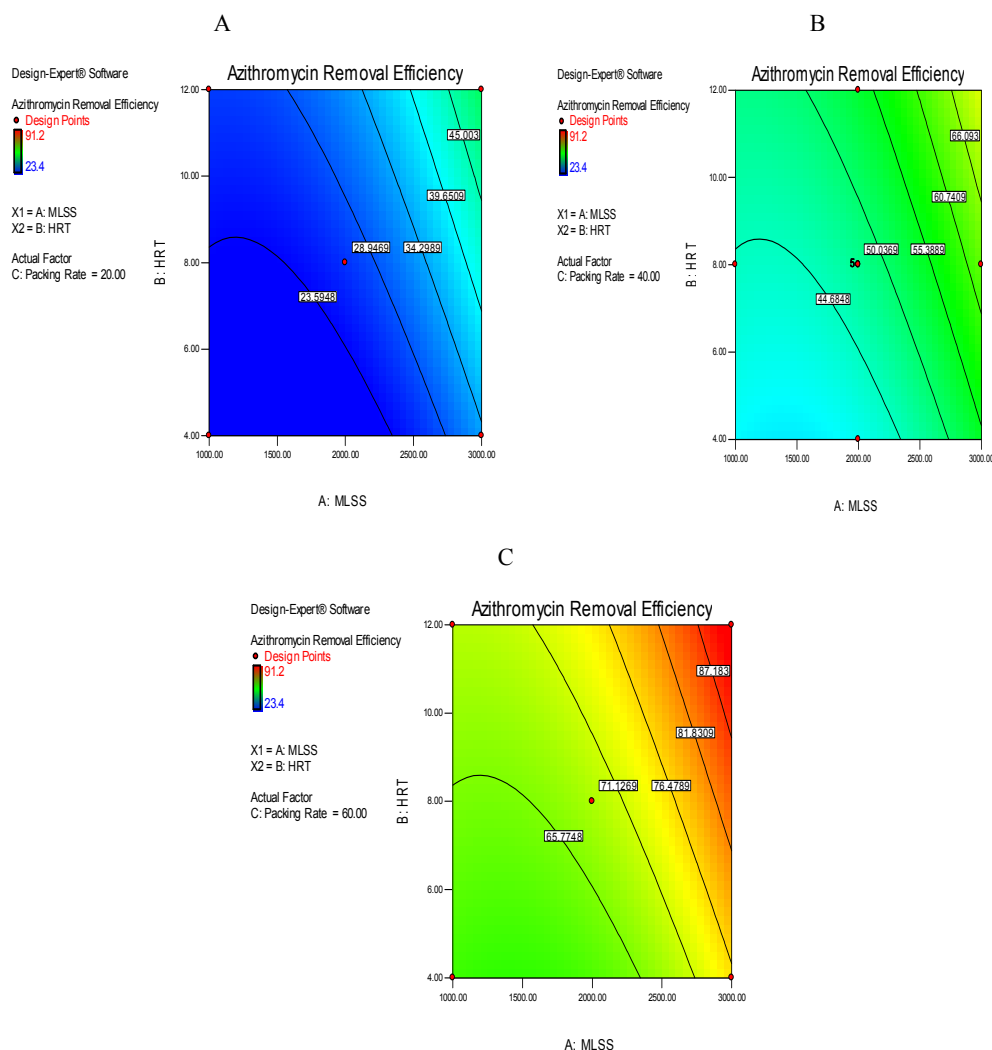 A
Design-Expert® Software
Azithromycin Removal Efficiency
Design Points
91.2
23.4
X1 = A: MLSS
X2 = B: HRT
Actual Factor
C: Packing Rate = 20.00
Azithromycin Removal Efficiency
12.00
10.00
8.00
6.00
4.00
B: HRT
45.003
39.6509
28.9469
34.2989
23.5948
1000.00 1500.00 2000.00 2500.00 3000.00
A: MLSS
B
Design-Expert® Software
Azithromycin Removal Efficiency
Design Points
91.2
23.4
X1 = A: MLSS
X2 = B: HRT
Actual Factor
C: Packing Rate = 40.00
Azithromycin Removal Efficiency
12.00
10.00
8.00
6.00
4.00
B: HRT
66.093
60.7409
5
50.0369
55.3889
44.6848
1000.00 1500.00 2000.00 2500.00 3000.00
A: MLSS
C
Design-Expert® Software
Azithromycin Removal Efficiency
Design Points
91.2
23.4
X1 = A: MLSS
X2 = B: HRT
Actual Factor
C: Packing Rate = 60.00
Azithromycin Removal Efficiency
12.00
10.00
8.00
6.00
4.00
B: HRT
87.183
81.8309
71.1269
76.4789
65.7748
1000.00 1500.00 2000.00 2500.00 3000.00
A: MLSS